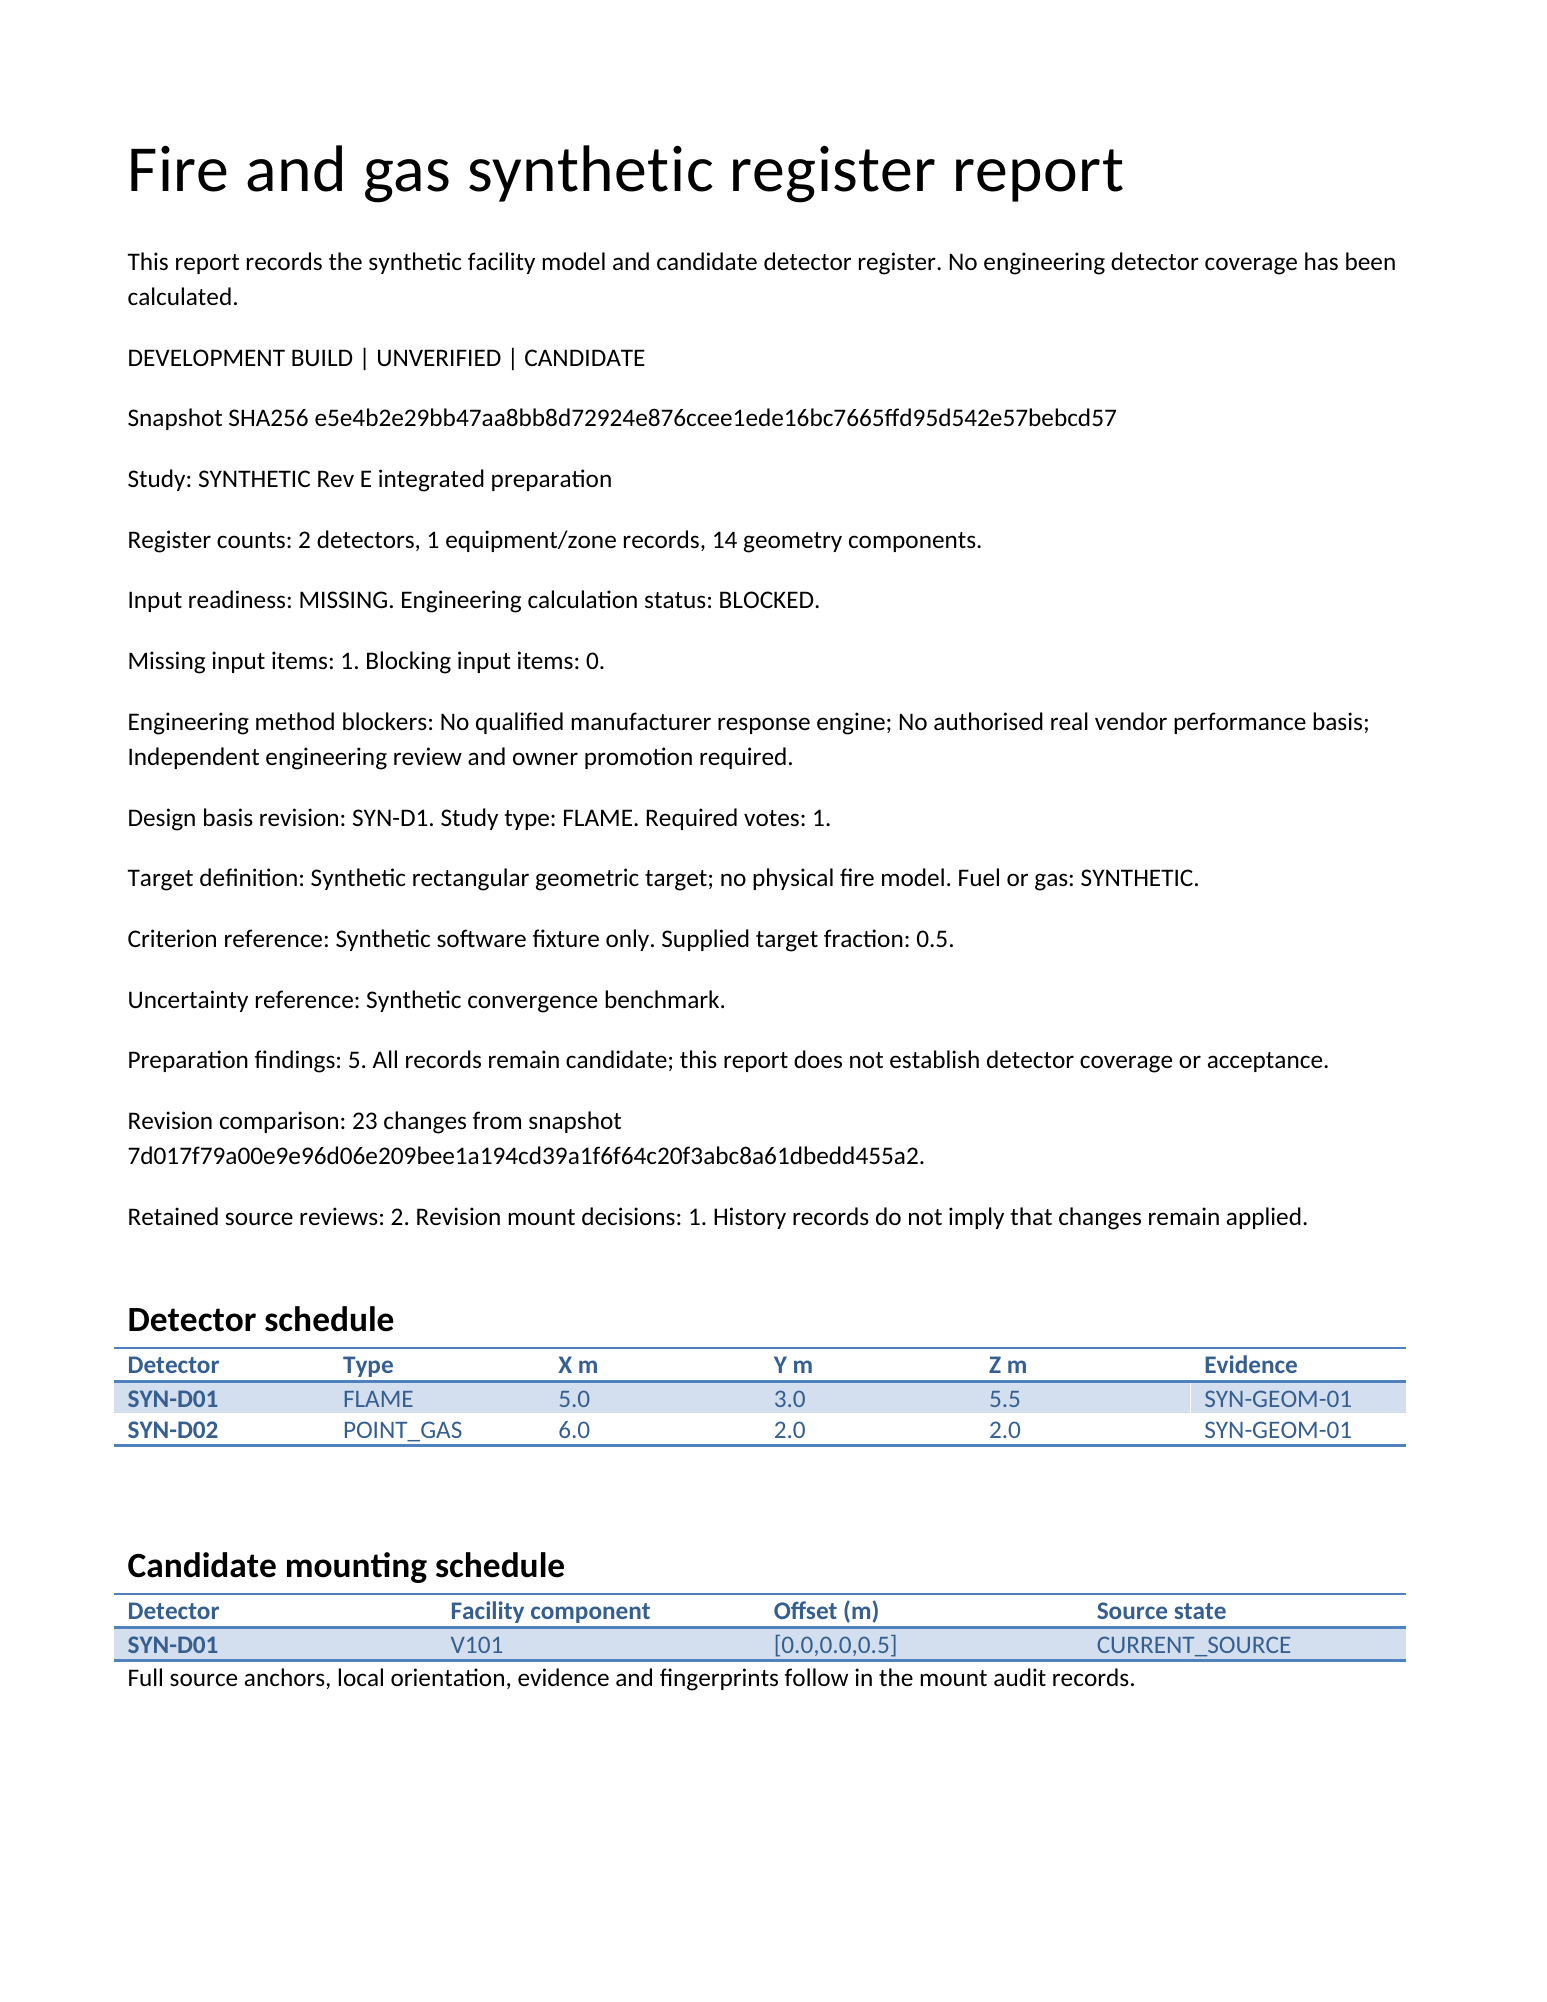 Fire and gas synthetic register report
This report records the synthetic facility model and candidate detector register. No engineering detector coverage has been
calculated.
DEVELOPMENT BUILD | UNVERIFIED | CANDIDATE
Snapshot SHA256 e5e4b2e29bb47aa8bb8d72924e876ccee1ede16bc7665ffd95d542e57bebcd57
Study: SYNTHETIC Rev E integrated preparation
Register counts: 2 detectors, 1 equipment/zone records, 14 geometry components.
Input readiness: MISSING. Engineering calculation status: BLOCKED.
Missing input items: 1. Blocking input items: 0.
Engineering method blockers: No qualified manufacturer response engine; No authorised real vendor performance basis;
Independent engineering review and owner promotion required.
Design basis revision: SYN-D1. Study type: FLAME. Required votes: 1.
Target definition: Synthetic rectangular geometric target; no physical fire model. Fuel or gas: SYNTHETIC.
Criterion reference: Synthetic software fixture only. Supplied target fraction: 0.5.
Uncertainty reference: Synthetic convergence benchmark.
Preparation findings: 5. All records remain candidate; this report does not establish detector coverage or acceptance.
Revision comparison: 23 changes from snapshot
7d017f79a00e9e96d06e209bee1a194cd39a1f6f64c20f3abc8a61dbedd455a2.
Retained source reviews: 2. Revision mount decisions: 1. History records do not imply that changes remain applied.
Detector schedule
Detector Type X m Y m Z m Evidence
SYN-D01 FLAME 5.0 3.0 5.5 SYN-GEOM-01
SYN-D02 POINT_GAS 6.0 2.0 2.0 SYN-GEOM-01
Candidate mounting schedule
Detector Facility component Offset (m) Source state
SYN-D01 V101 [0.0,0.0,0.5] CURRENT_SOURCE
Full source anchors, local orientation, evidence and fingerprints follow in the mount audit records.